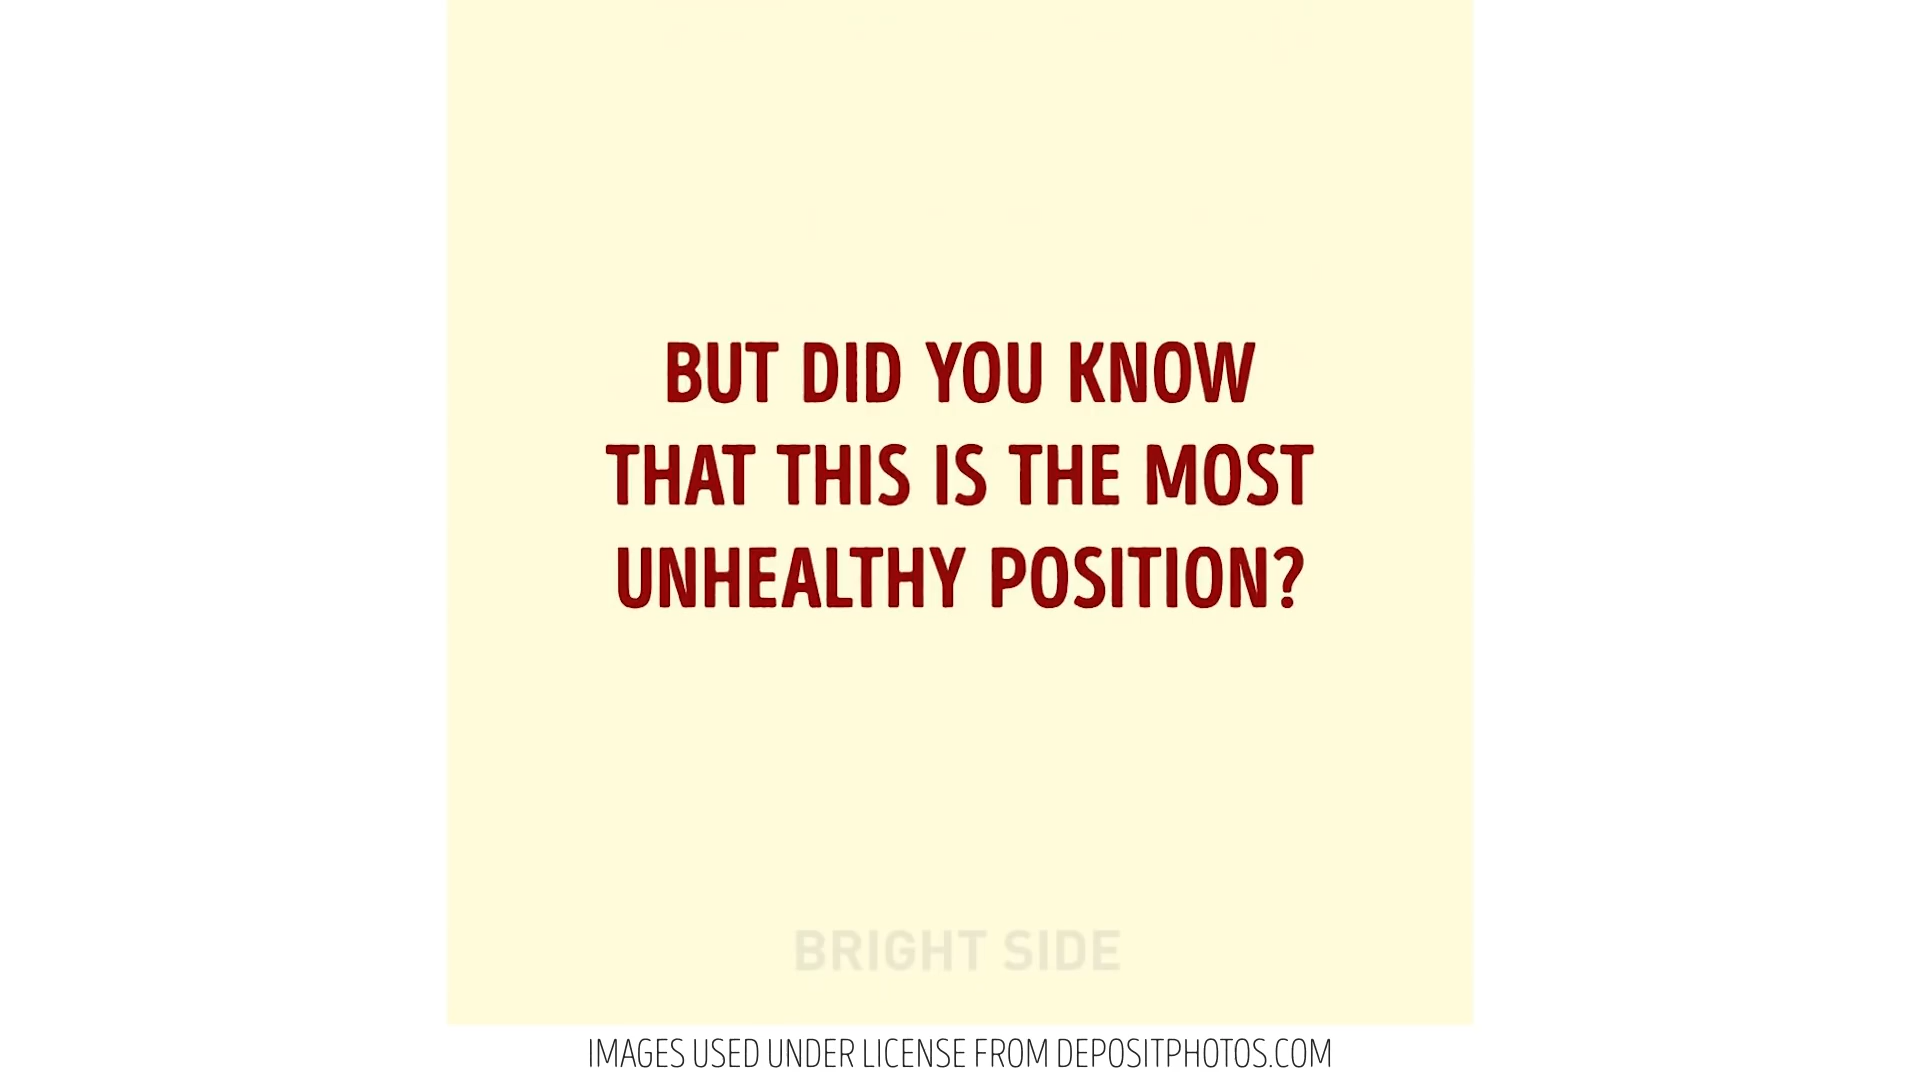 BUT DID YOU KNOW
THAT THIS IS THE MOST
UNHEALTHY POSITION?
BRIGHT SIDE
IMAGES USED UNDER LICENSE FROM DEPOSITPHOTOS.COM